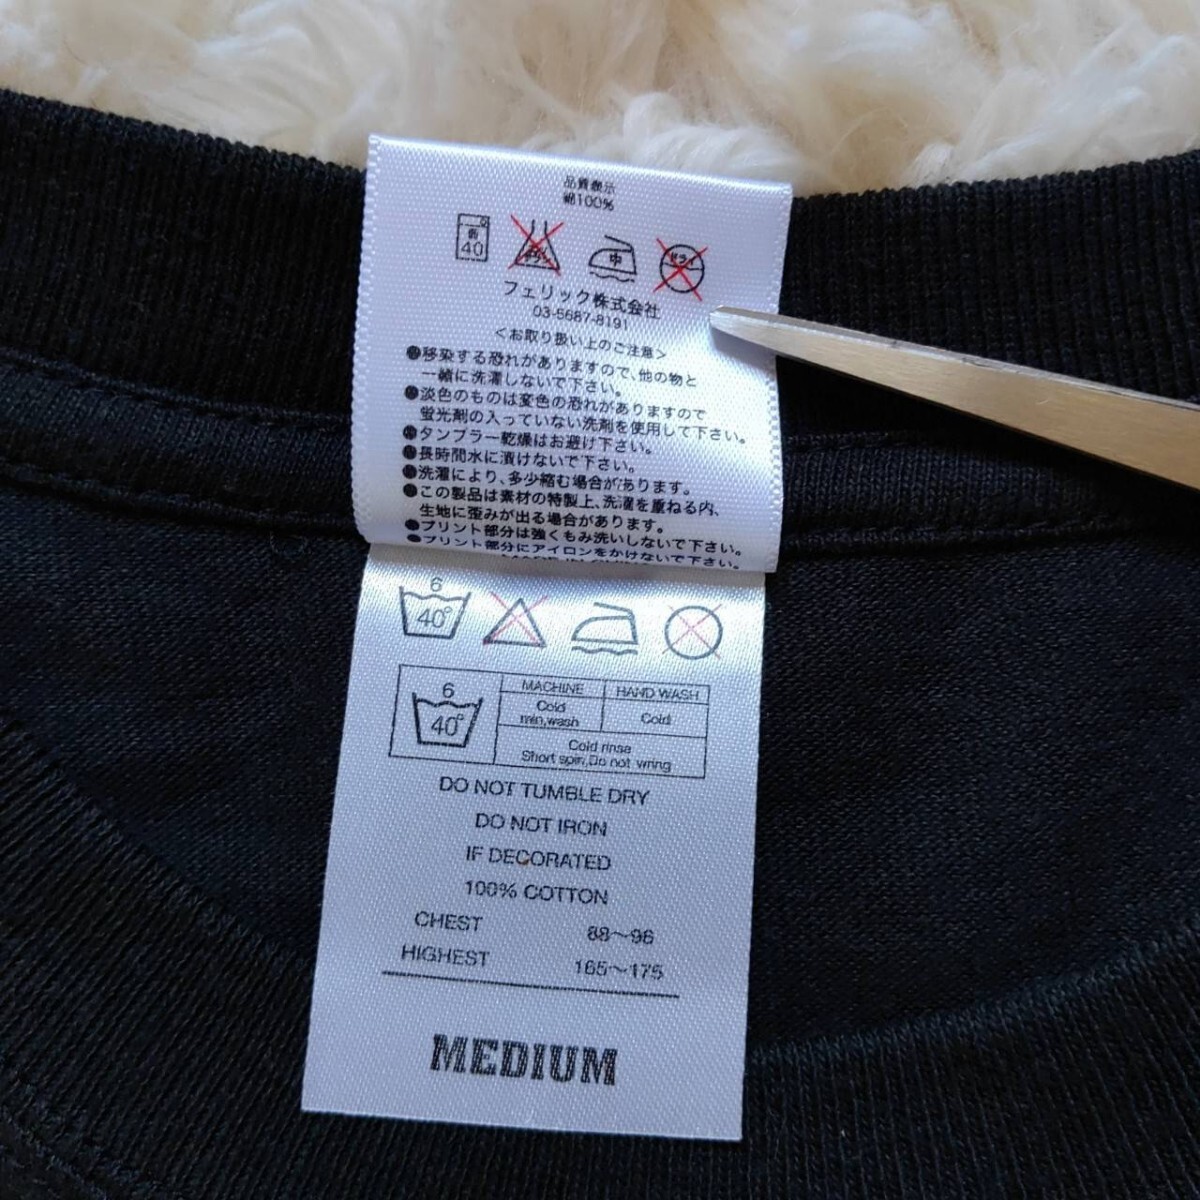 品質表示
綿100%
弱 40 エンソ サラシ 中 ドライ
フェリック株式会社
03-5687-8191
<お取り扱い上のご注意>
●移染する恐れがありますので、他の物と
一緒に洗濯しないで下さい。
●淡色のものは変色の恐れがありますので
蛍光剤の入っていない洗剤を使用して下さい。
●タンブラー乾燥はお避け下さい。
●長時間水に漬けないで下さい。
●洗濯により、多少縮む場合があります。
●この製品は素材の特製上、洗濯を重ねる内、
生地に歪みが出る場合があります。
●プリント部分は強くもみ洗いしないで下さい。
●プリント部分にアイロンをかけないで下さい。
6
40°
6 MACHINE HAND WASH
40° Cold Cold
min,wash
Cold rinse
Short spin,Do not wring
DO NOT TUMBLE DRY
DO NOT IRON
IF DECORATED
100% COTTON
CHEST 88~96
HIGHEST 165~175
MEDIUM